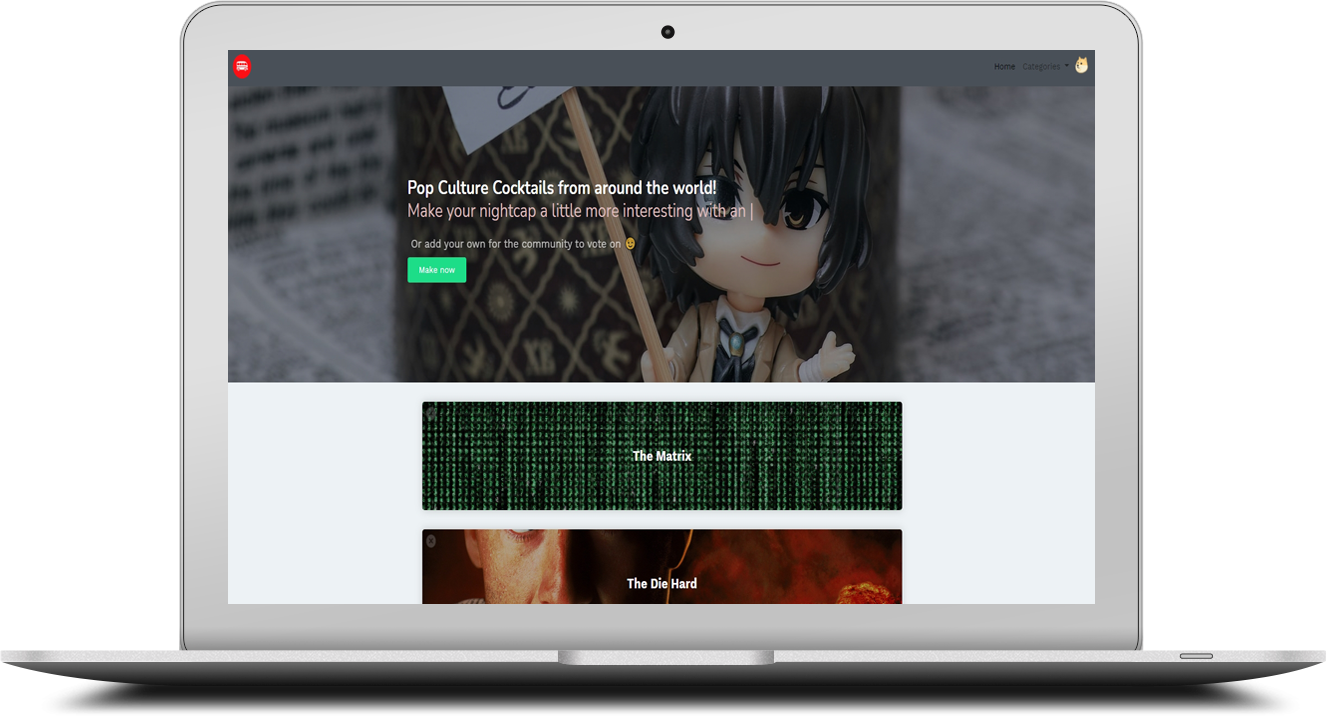 Home Categories
Pop Culture Cocktails from around the world!
Make your nightcap a little more interesting with an |
Or add your own for the community to vote on 🙂
Make now
The Matrix
The Die Hard